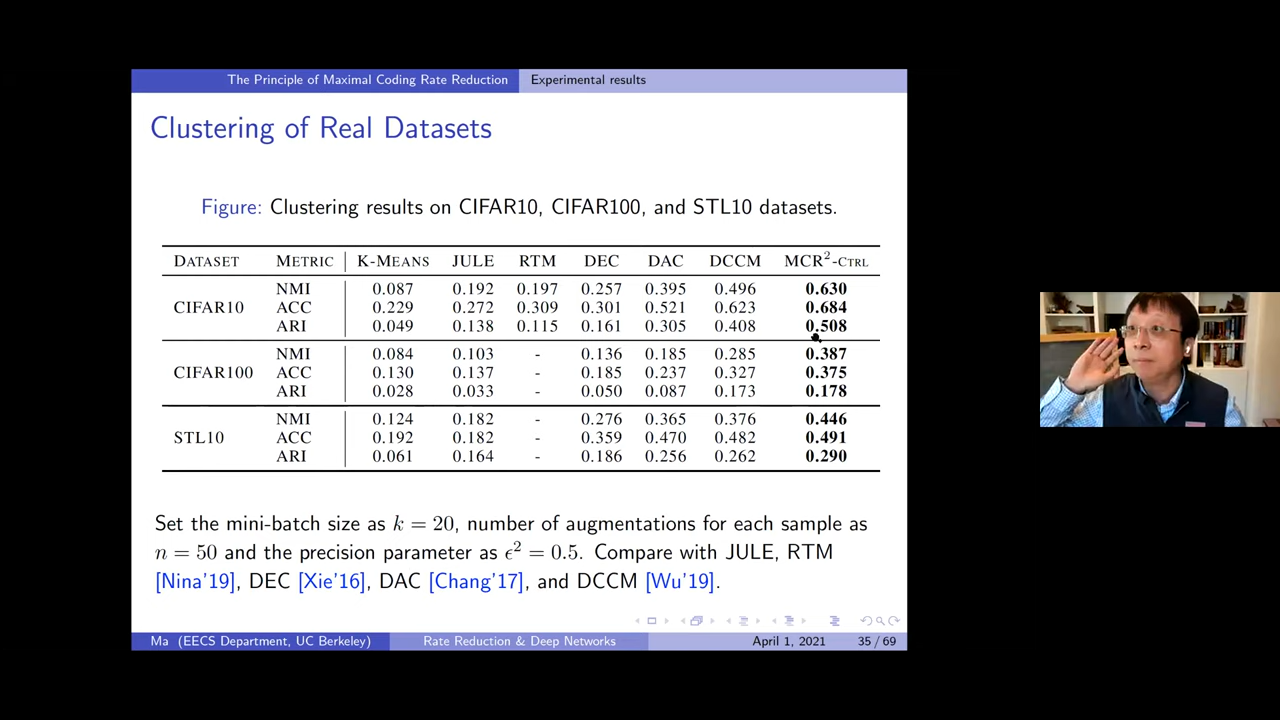 The Principle of Maximal Coding Rate Reduction Experimental results
Clustering of Real Datasets
Figure: Clustering results on CIFAR10, CIFAR100, and STL10 datasets.
DATASET METRIC K-MEANS JULE RTM DEC DAC DCCM MCR²-CTRL
NMI 0.087 0.192 0.197 0.257 0.395 0.496 0.630
CIFAR10 ACC 0.229 0.272 0.309 0.301 0.521 0.623 0.684
ARI 0.049 0.138 0.115 0.161 0.305 0.408 0.508
NMI 0.084 0.103 - 0.136 0.185 0.285 0.387
CIFAR100 ACC 0.130 0.137 - 0.185 0.237 0.327 0.375
ARI 0.028 0.033 - 0.050 0.087 0.173 0.178
NMI 0.124 0.182 - 0.276 0.365 0.376 0.446
STL10 ACC 0.192 0.182 - 0.359 0.470 0.482 0.491
ARI 0.061 0.164 - 0.186 0.256 0.262 0.290
Set the mini-batch size as k = 20, number of augmentations for each sample as
n = 50 and the precision parameter as ϵ² = 0.5. Compare with JULE, RTM
[Nina'19], DEC [Xie'16], DAC [Chang'17], and DCCM [Wu'19].
Ma (EECS Department, UC Berkeley) Rate Reduction & Deep Networks April 1, 2021 35 / 69